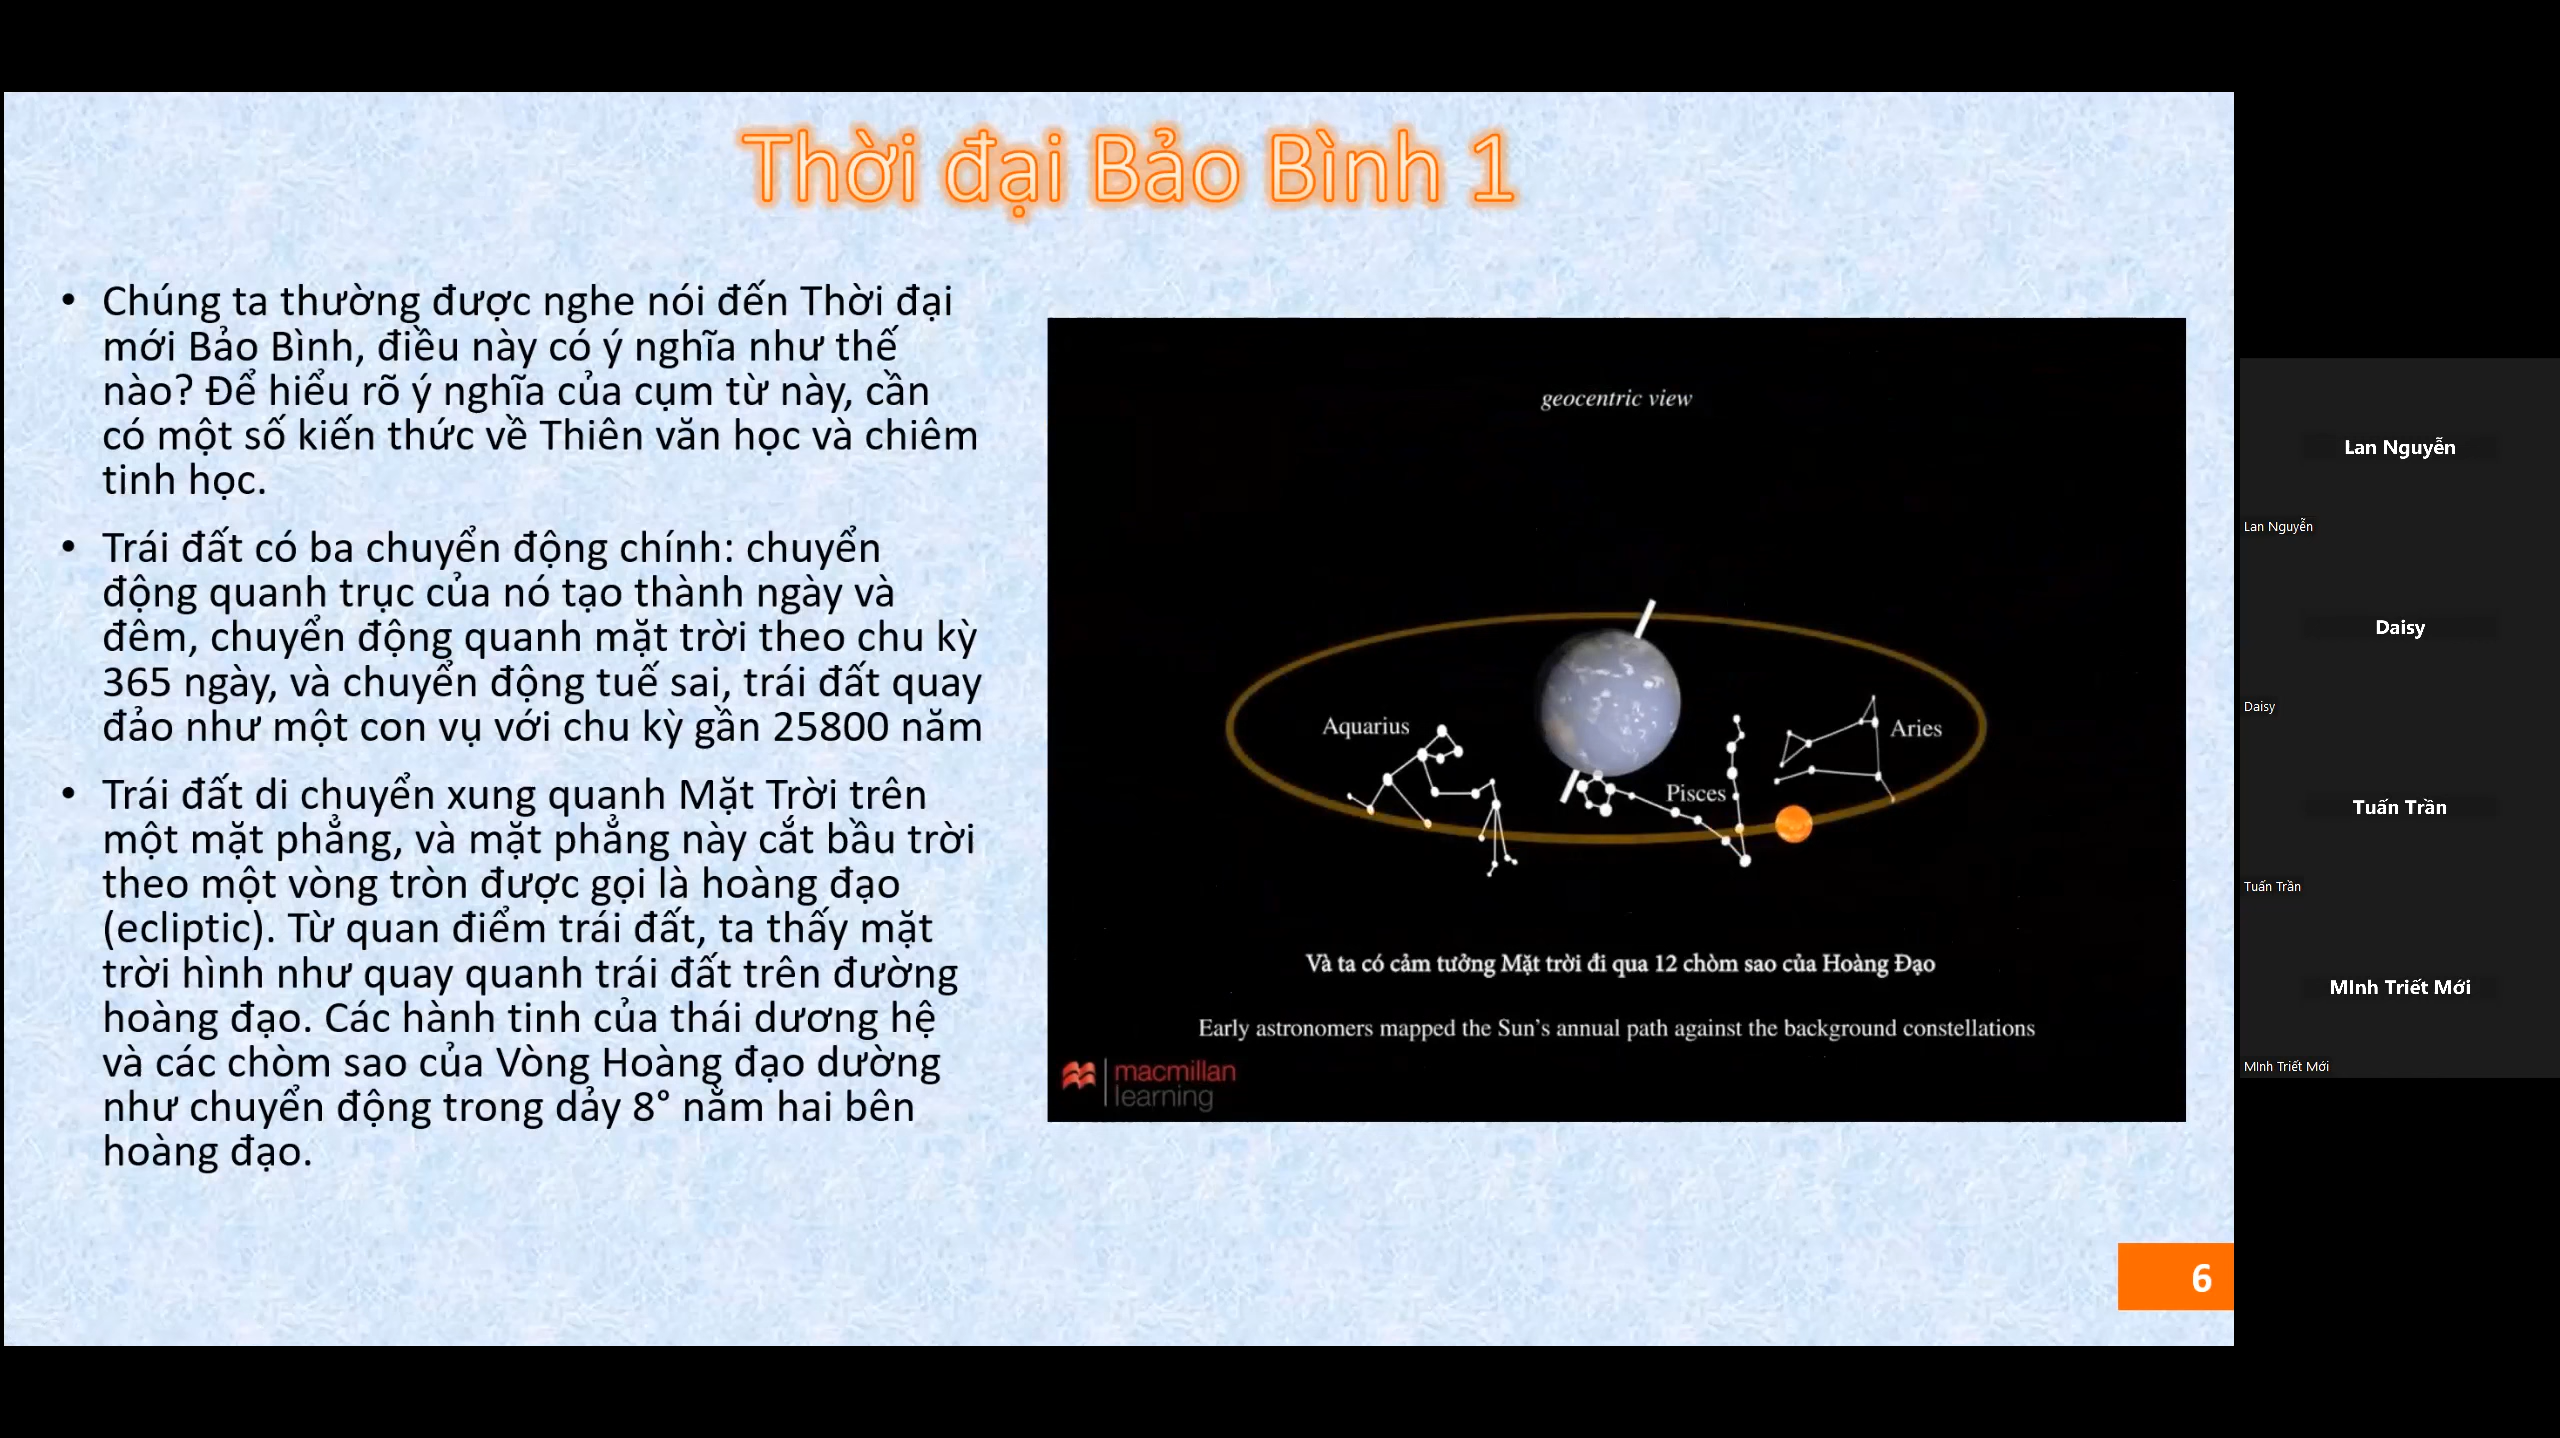 Thời đại Bảo Bình 1
• Chúng ta thường được nghe nói đến Thời đại
mới Bảo Bình, điều này có ý nghĩa như thế
nào? Để hiểu rõ ý nghĩa của cụm từ này, cần
có một số kiến thức về Thiên văn học và chiêm
tinh học.
• Trái đất có ba chuyển động chính: chuyển
động quanh trục của nó tạo thành ngày và
đêm, chuyển động quanh mặt trời theo chu kỳ
365 ngày, và chuyển động tuế sai, trái đất quay
đảo như một con vụ với chu kỳ gần 25800 năm
• Trái đất di chuyển xung quanh Mặt Trời trên
một mặt phẳng, và mặt phẳng này cắt bầu trời
theo một vòng tròn được gọi là hoàng đạo
(ecliptic). Từ quan điểm trái đất, ta thấy mặt
trời hình như quay quanh trái đất trên đường
hoàng đạo. Các hành tinh của thái dương hệ
và các chòm sao của Vòng Hoàng đạo dường
như chuyển động trong dảy 8° nằm hai bên
hoàng đạo.
geocentric view
Aquarius
Pisces
Aries
Và ta có cảm tưởng Mặt trời đi qua 12 chòm sao của Hoàng Đạo
Early astronomers mapped the Sun's annual path against the background constellations
macmillan
learning
6
Lan Nguyễn
Lan Nguyễn
Daisy
Daisy
Tuấn Trần
Tuấn Trần
MInh Triết Mới
MInh Triết Mới